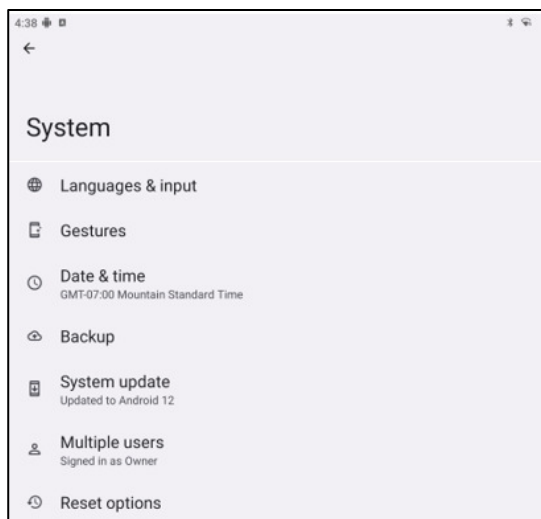 4:38
System
Languages & input
Gestures
Date & time
GMT-07:00 Mountain Standard Time
Backup
System update
Updated to Android 12
Multiple users
Signed in as Owner
Reset options